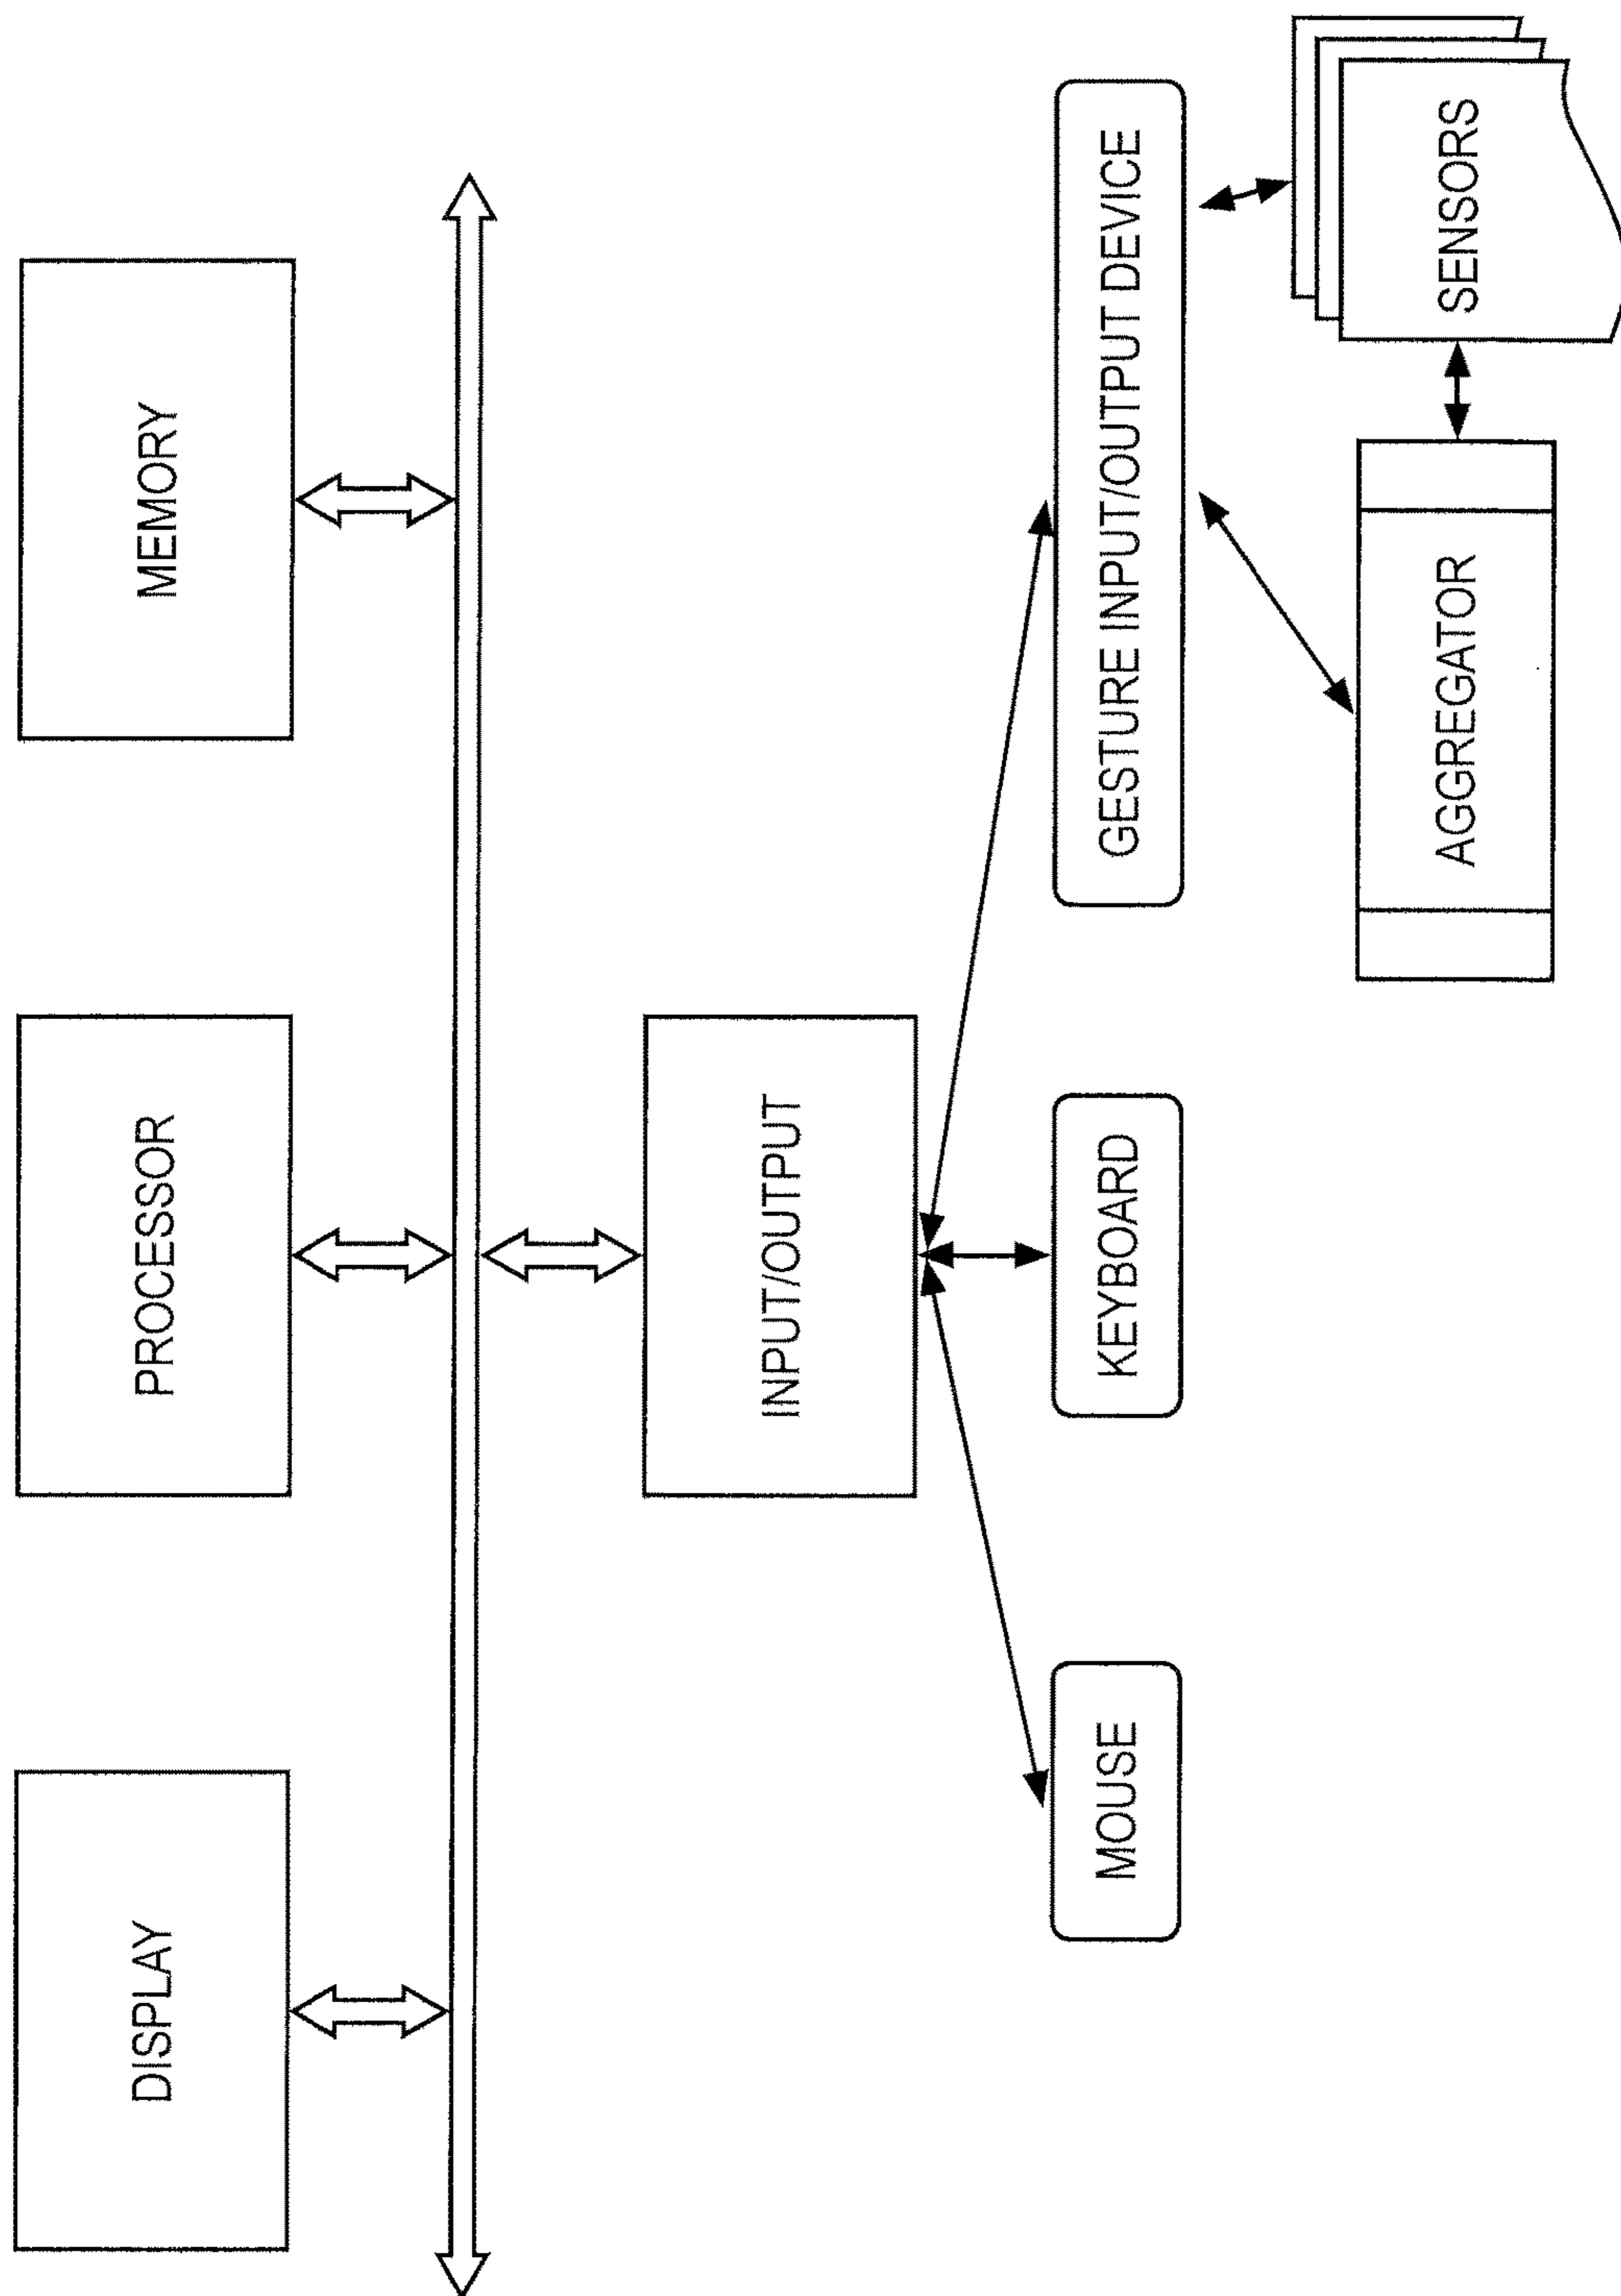 DISPLAY
PROCESSOR
MEMORY
INPUT/OUTPUT
MOUSE
KEYBOARD
GESTURE INPUT/OUTPUT DEVICE
AGGREGATOR
SENSORS